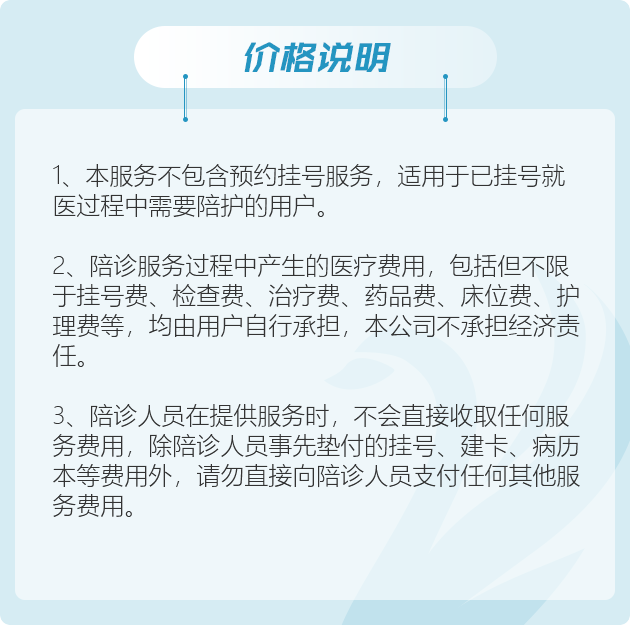 价格说明
1、本服务不包含预约挂号服务，适用于已挂号就
医过程中需要陪护的用户。
2、陪诊服务过程中产生的医疗费用，包括但不限
于挂号费、检查费、治疗费、药品费、床位费、护
理费等，均由用户自行承担，本公司不承担经济责
任。
3、陪诊人员在提供服务时，不会直接收取任何服
务费用，除陪诊人员事先垫付的挂号、建卡、病历
本等费用外，请勿直接向陪诊人员支付任何其他服
务费用。